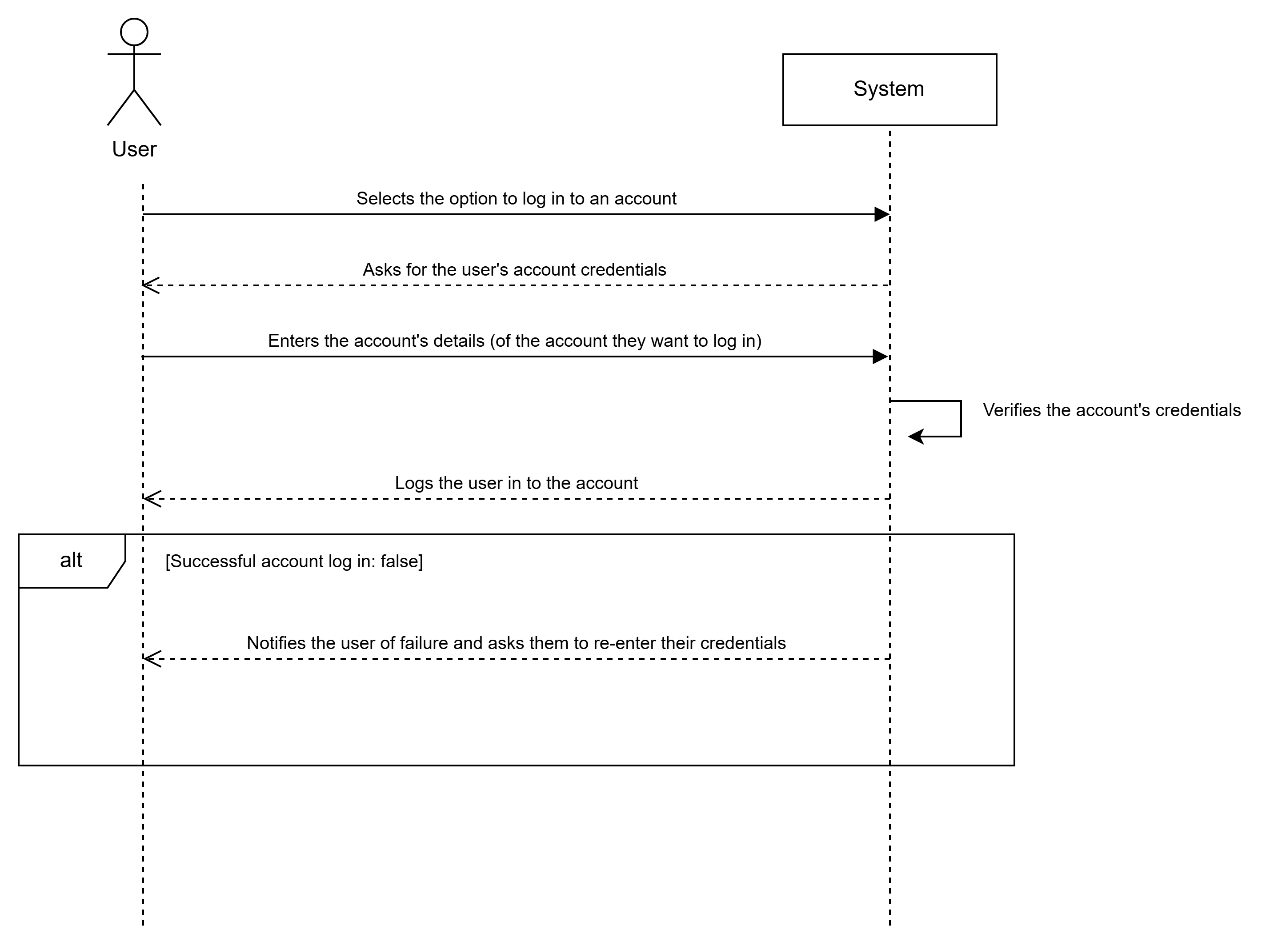 User
System
Selects the option to log in to an account
Asks for the user's account credentials
Enters the account's details (of the account they want to log in)
Verifies the account's credentials
Logs the user in to the account
alt
[Successful account log in: false]
Notifies the user of failure and asks them to re-enter their credentials